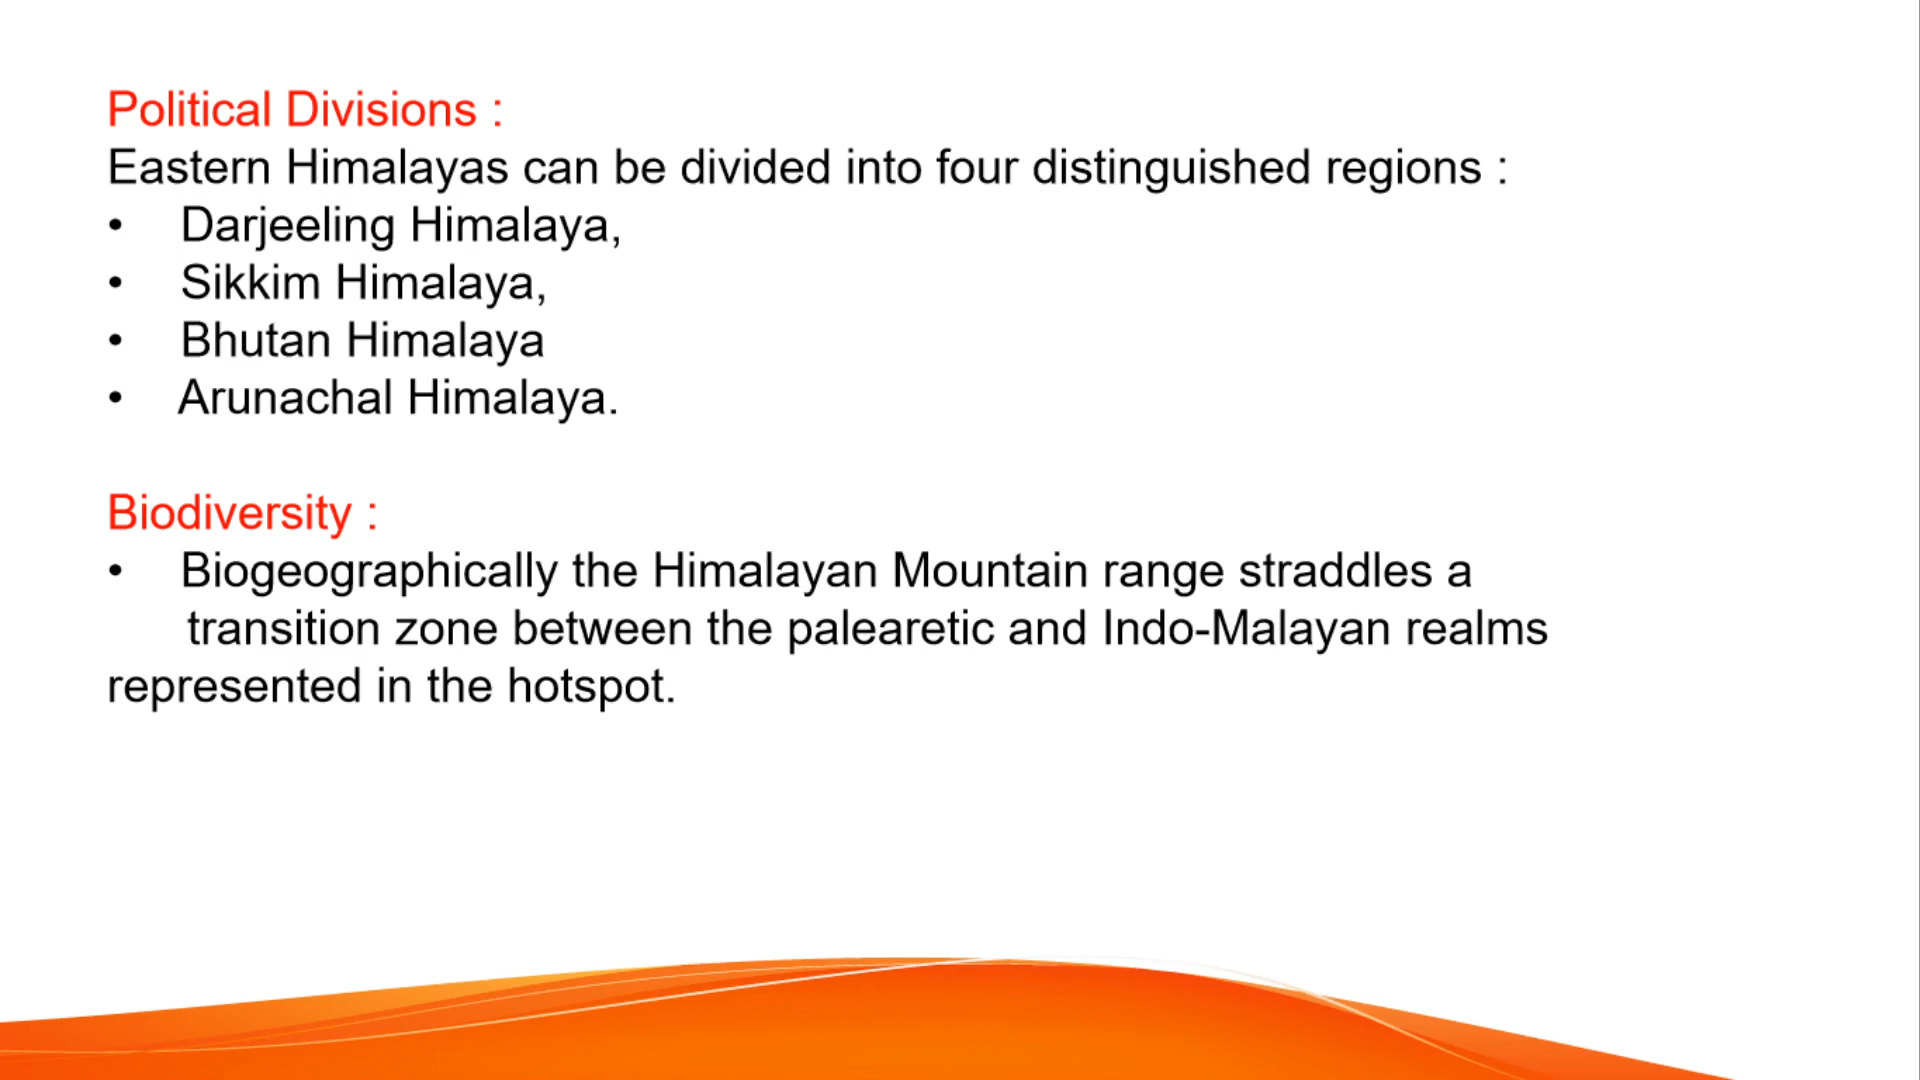 Political Divisions :
Eastern Himalayas can be divided into four distinguished regions :
• Darjeeling Himalaya,
• Sikkim Himalaya,
• Bhutan Himalaya
• Arunachal Himalaya.
Biodiversity :
• Biogeographically the Himalayan Mountain range straddles a
transition zone between the palearetic and Indo-Malayan realms
represented in the hotspot.